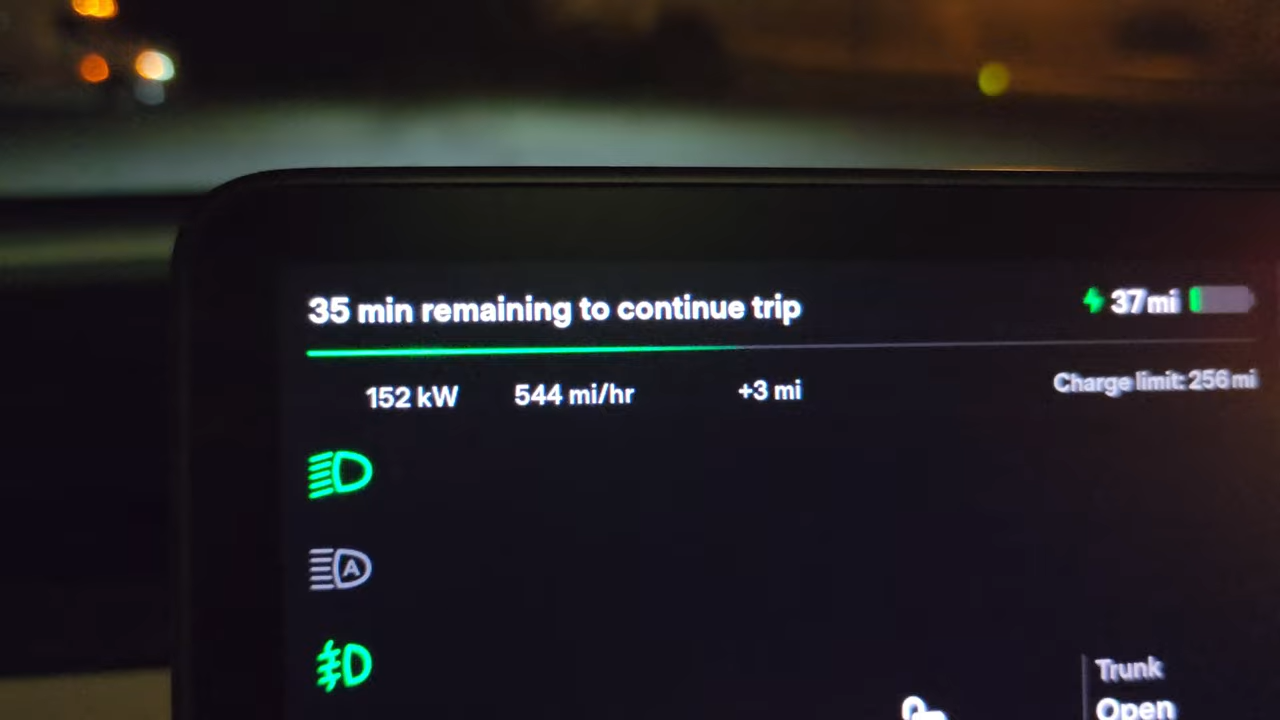 35 min remaining to continue trip
37 mi
152 kW 544 mi/hr +3 mi
Charge limit: 256 mi
A
Trunk
Open